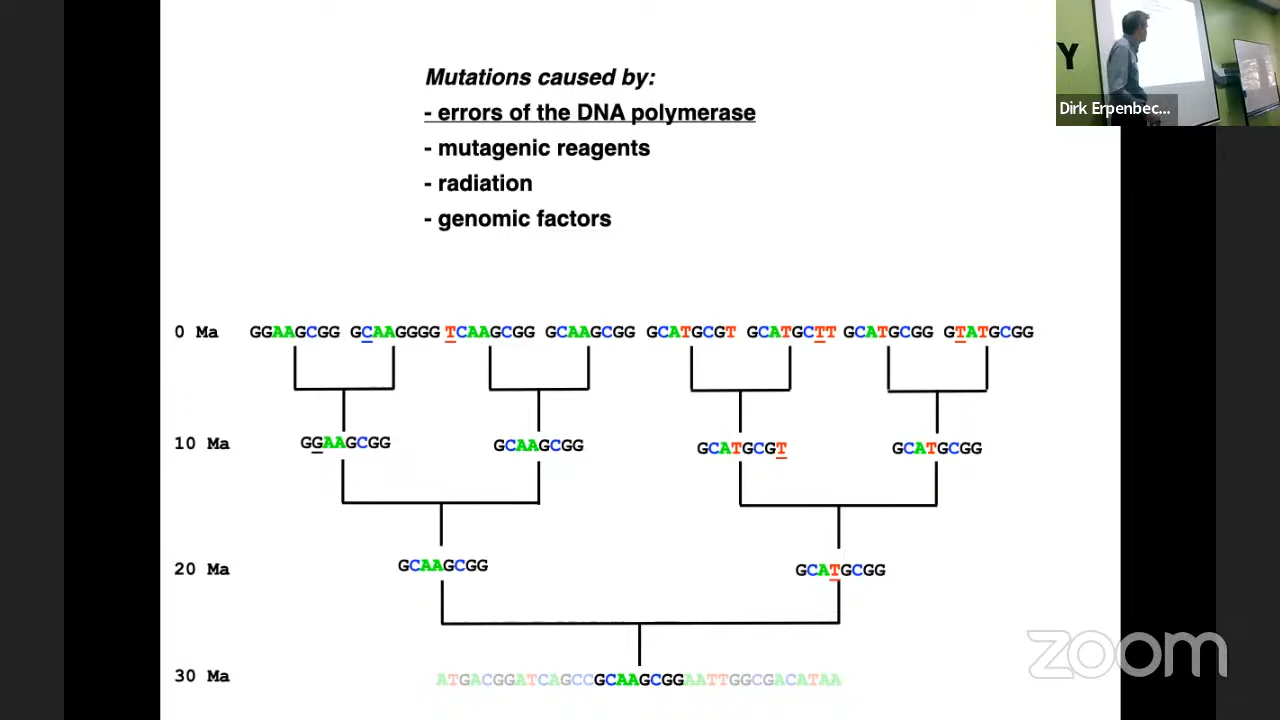 Mutations caused by:
- errors of the DNA polymerase
- mutagenic reagents
- radiation
- genomic factors
Y
Dirk Erpenbec...
0 Ma GGAAGCGG GCAAGGGG TCAAGCGG GCAAGCGG GCATGCGT GCATGCTT GCATGCGG GTATGCGG
10 Ma GGAAGCGG GCAAGCGG GCATGCGT GCATGCGG
20 Ma GCAAGCGG GCATGCGG
30 Ma ATGACGGATCAGCCGCAAGCGGAATTGGCGACATAA
zoom